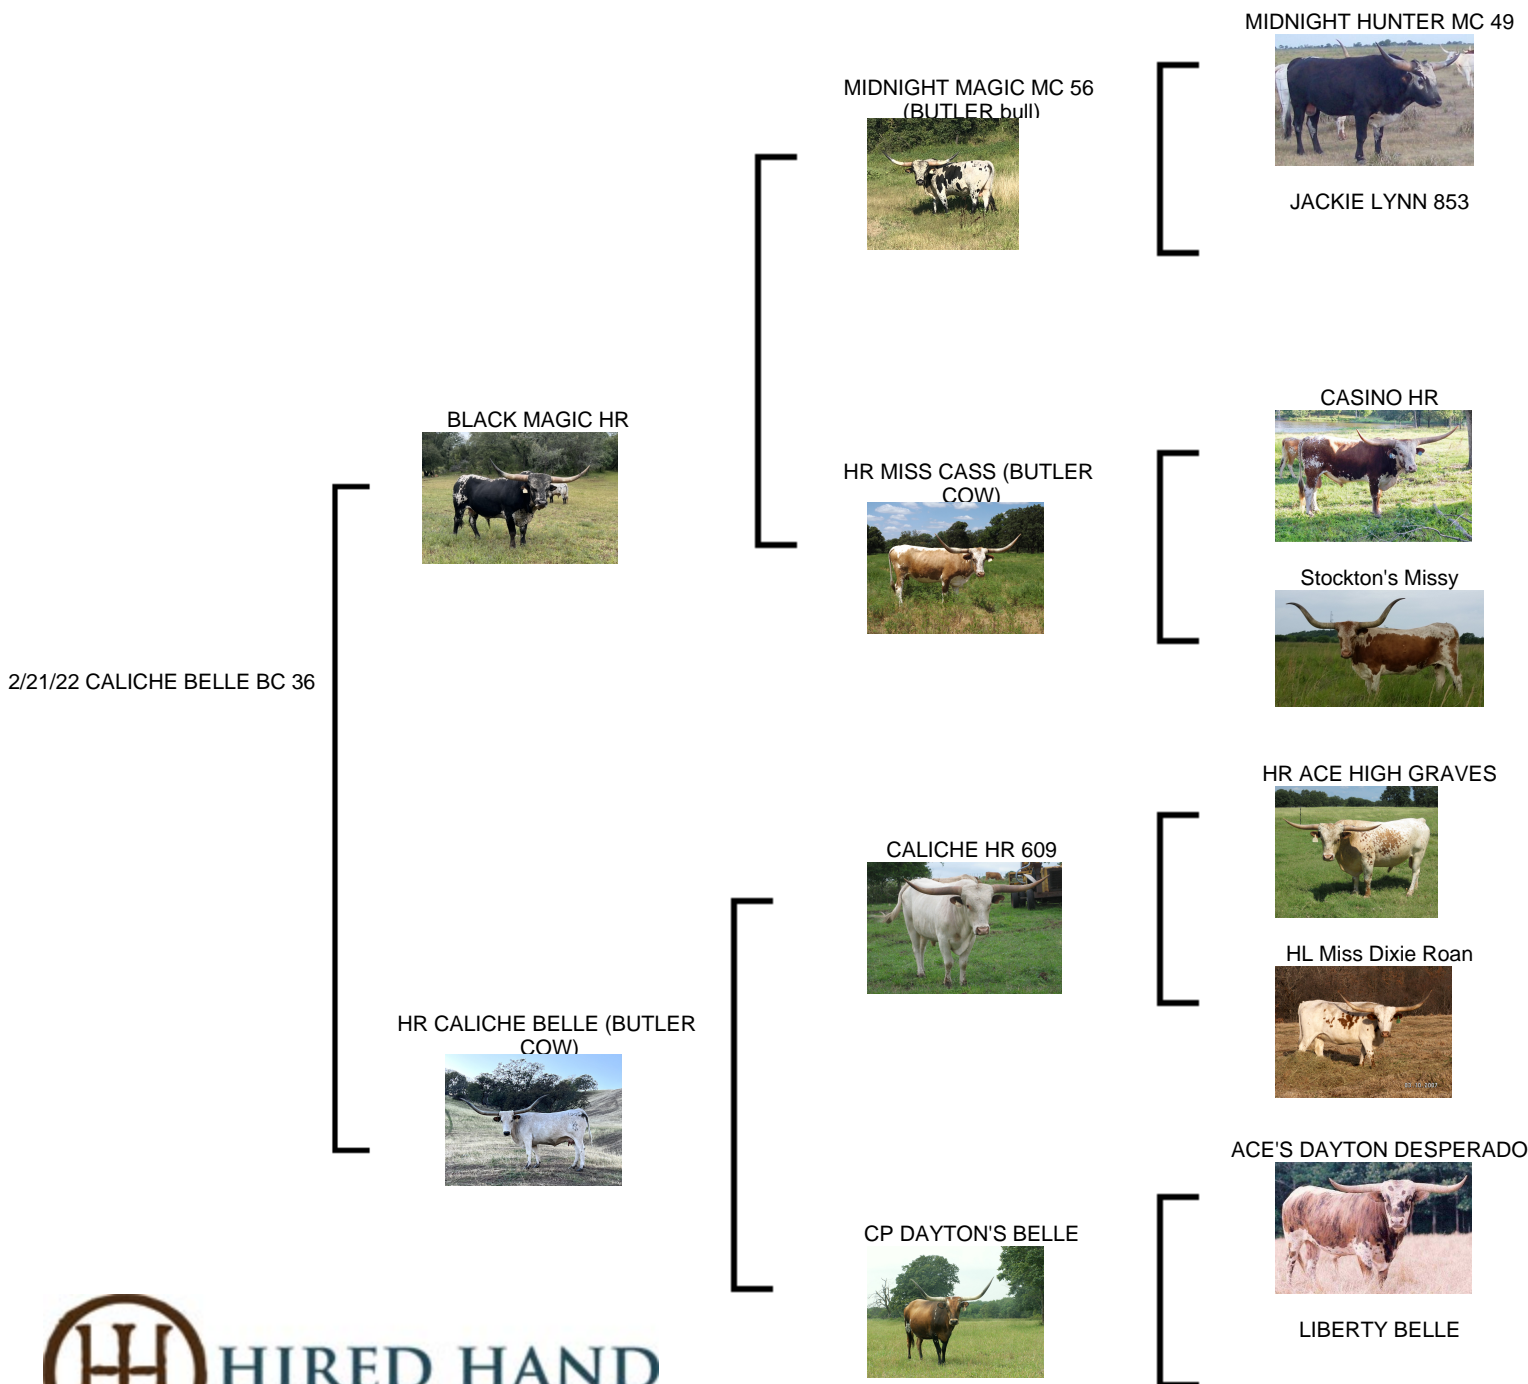 MIDNIGHT HUNTER MC 49
MIDNIGHT MAGIC MC 56
(BUTLER bull)
JACKIE LYNN 853
CASINO HR
BLACK MAGIC HR
HR MISS CASS (BUTLER
COW)
Stockton's Missy
2/21/22 CALICHE BELLE BC 36
HR ACE HIGH GRAVES
CALICHE HR 609
HL Miss Dixie Roan
HR CALICHE BELLE (BUTLER
COW)
ACE'S DAYTON DESPERADO
CP DAYTON'S BELLE
LIBERTY BELLE
HIRED HAND